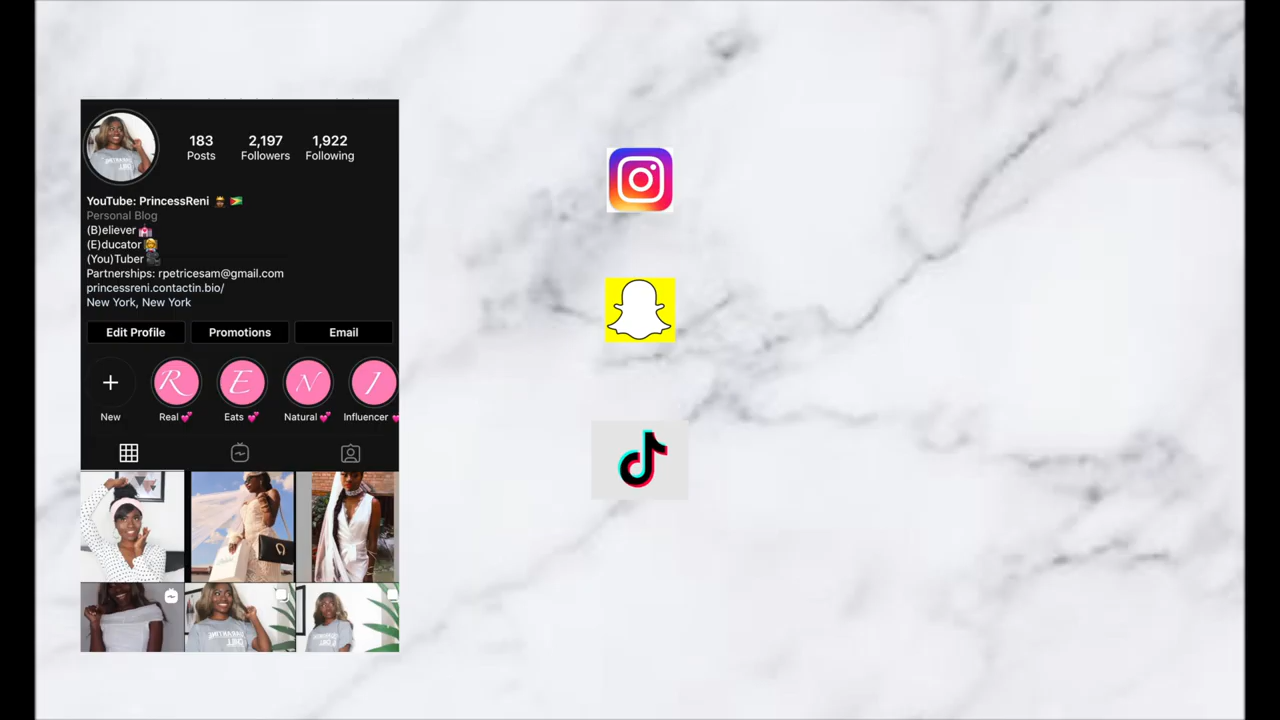 183
2,197
1,922
Posts
Followers
Following
YouTube: PrincessReni
Personal Blog
(B)eliever
(E)ducator
(You)Tuber
Partnerships: rpetricesam@gmail.com
princessreni.contactin.bio/
New York, New York
Edit Profile
Promotions
Email
R
E
N
I
New
Real
Eats
Natural
Influencer